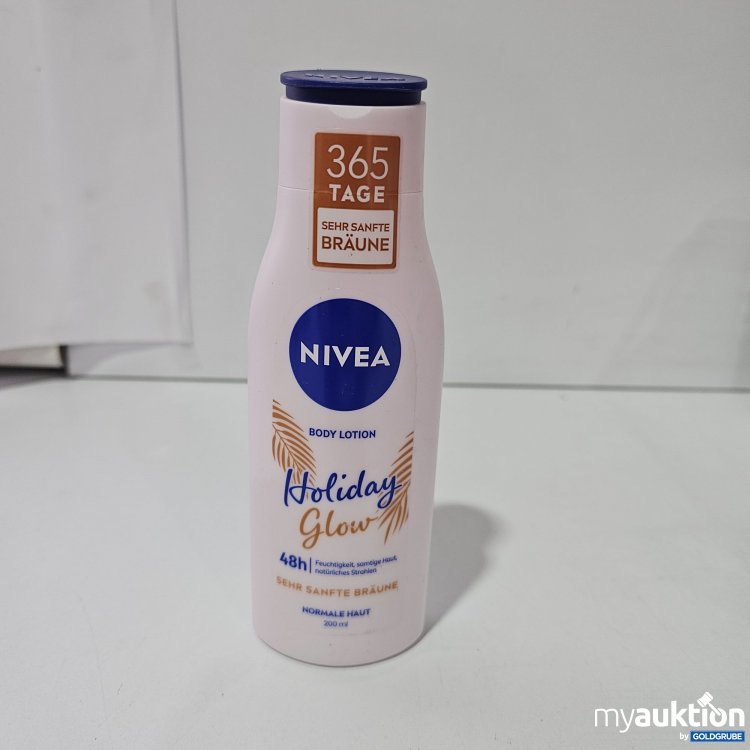 365
TAGE
SEHR SANFTE
BRÄUNE
NIVEA
BODY LOTION
Holiday
Glow
48h
Feuchtigkeit, samtige Haut,
natürliches Strahlen
SEHR SANFTE BRÄUNE
NORMALE HAUT
200 ml
myauktion
by GOLDGRUBE